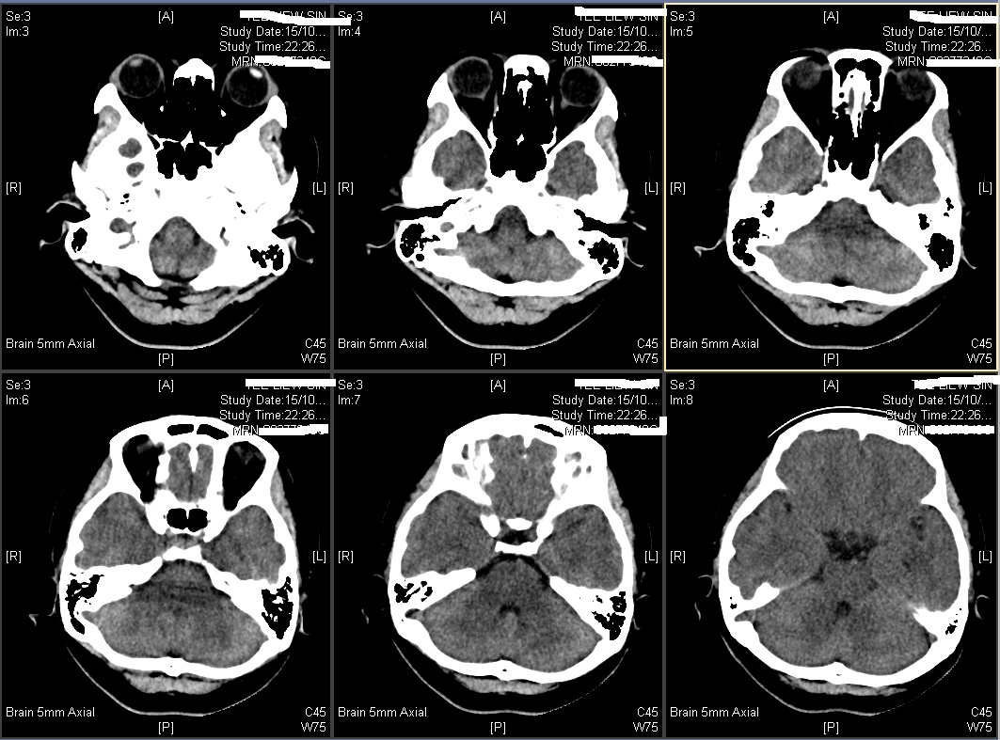 Se:3
Im:3
[A]
Study Date:15/10...
Study Time:22:26...
MRN:
[R]
[L]
Brain 5mm Axial
C45
W75
[P]
Se:3
Im:4
[A]
Study Date:15/10...
Study Time:22:26...
MRN:
[R]
[L]
Brain 5mm Axial
C45
W75
[P]
Se:3
Im:5
[A]
Study Date:15/10/...
Study Time:22:26...
MRN:
[R]
[L]
Brain 5mm Axial
C45
W75
[P]
Se:3
Im:6
[A]
Study Date:15/10...
Study Time:22:26...
MRN:
[R]
[L]
Brain 5mm Axial
C45
W75
[P]
Se:3
Im:7
[A]
Study Date:15/10...
Study Time:22:26...
MRN:
[R]
[L]
Brain 5mm Axial
C45
W75
[P]
Se:3
Im:8
[A]
Study Date:15/10/...
Study Time:22:26...
MRN:
[R]
[L]
Brain 5mm Axial
C45
W75
[P]